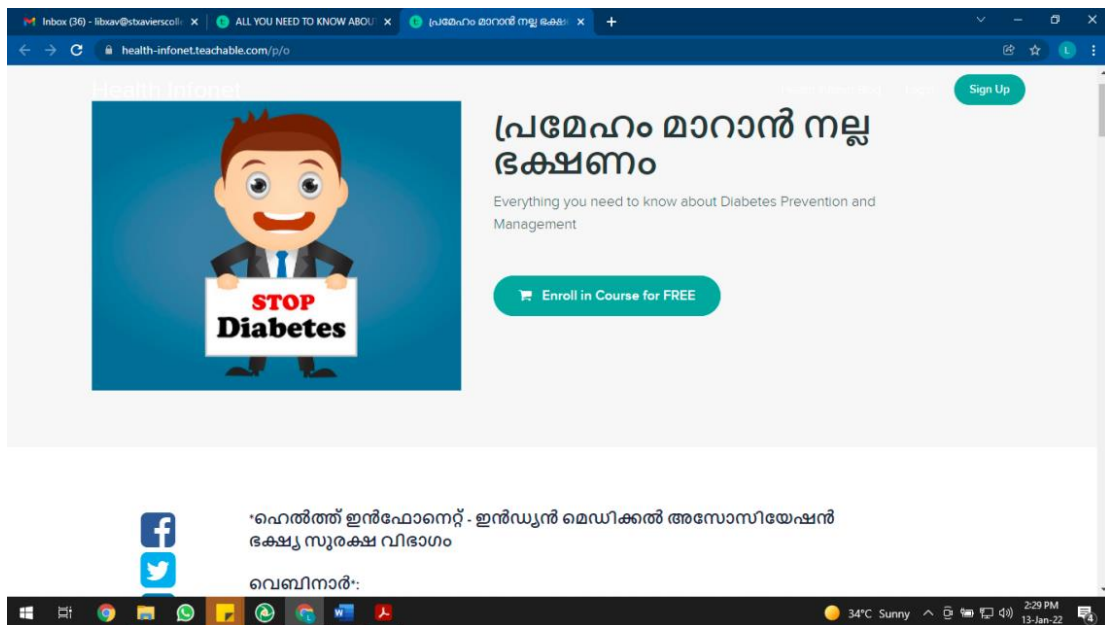 Inbox (36) - libxav@stxavierscolle
ALL YOU NEED TO KNOW ABOU
പ്രമേഹം മാറാൻ നല്ല ഭക്ഷ
health-infonet.teachable.com/p/o
L
Health Infonet
Sign Up
പ്രമേഹം മാറാൻ നല്ല
ഭക്ഷണം
Everything you need to know about Diabetes Prevention and
Management
Enroll in Course for FREE
STOP
Diabetes
*ഹെൽത്ത് ഇൻഫോനെറ്റ് - ഇൻഡ്യൻ മെഡിക്കൽ അസോസിയേഷൻ
ഭക്ഷ്യ സുരക്ഷ വിഭാഗം
വെബിനാർ*:
34°C Sunny
2:29 PM
13-Jan-22
4